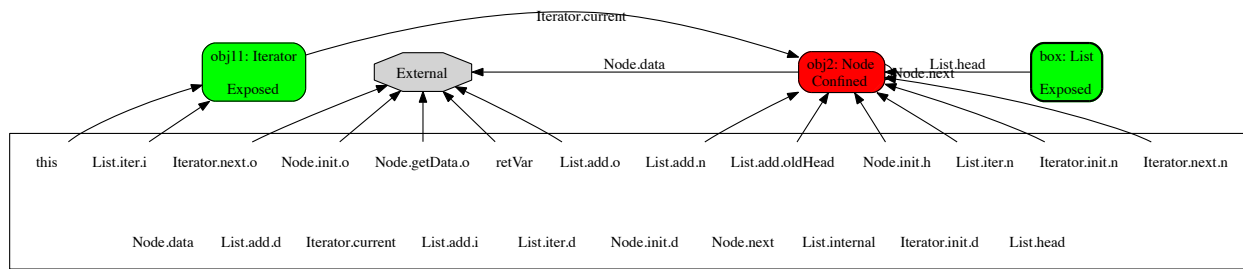 Iterator.current
obj11: Iterator
Exposed
External
Node.data
obj2: Node
Confined
Node.next
List.head
box: List
Exposed
this List.iter.i Iterator.next.o Node.init.o Node.getData.o retVar List.add.o List.add.n List.add.oldHead Node.init.h List.iter.n Iterator.init.n Iterator.next.n
Node.data List.add.d Iterator.current List.add.i List.iter.d Node.init.d Node.next List.internal Iterator.init.d List.head